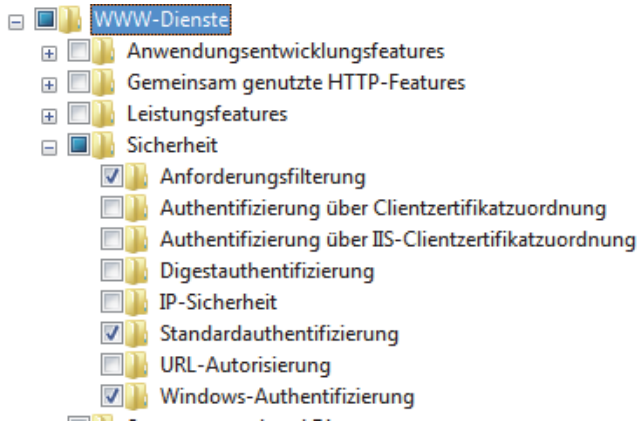 WWW-Dienste
Anwendungsentwicklungsfeatures
Gemeinsam genutzte HTTP-Features
Leistungsfeatures
Sicherheit
Anforderungsfilterung
Authentifizierung über Clientzertifikatzuordnung
Authentifizierung über IIS-Clientzertifikatzuordnung
Digestauthentifizierung
IP-Sicherheit
Standardauthentifizierung
URL-Autorisierung
Windows-Authentifizierung